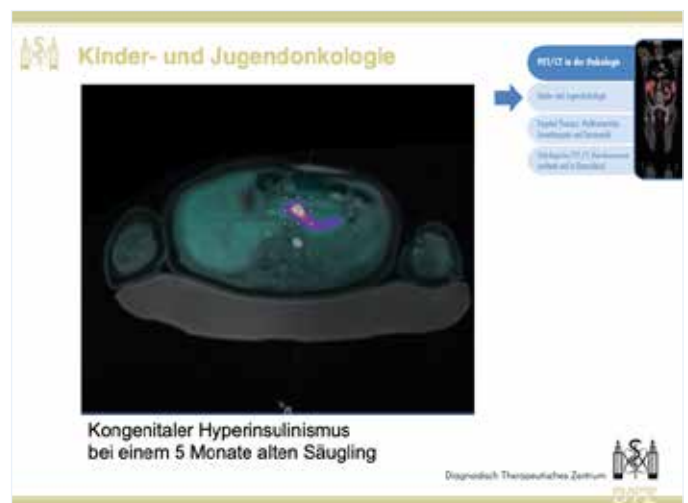 Kinder- und Jugendonkologie
PET/CT in der Onkologie
Kinder- und Jugendonkologie
Kongenitaler Hyperinsulinismus
bei einem 5 Monate alten Säugling
Diagnostisch Therapeutisches Zentrum